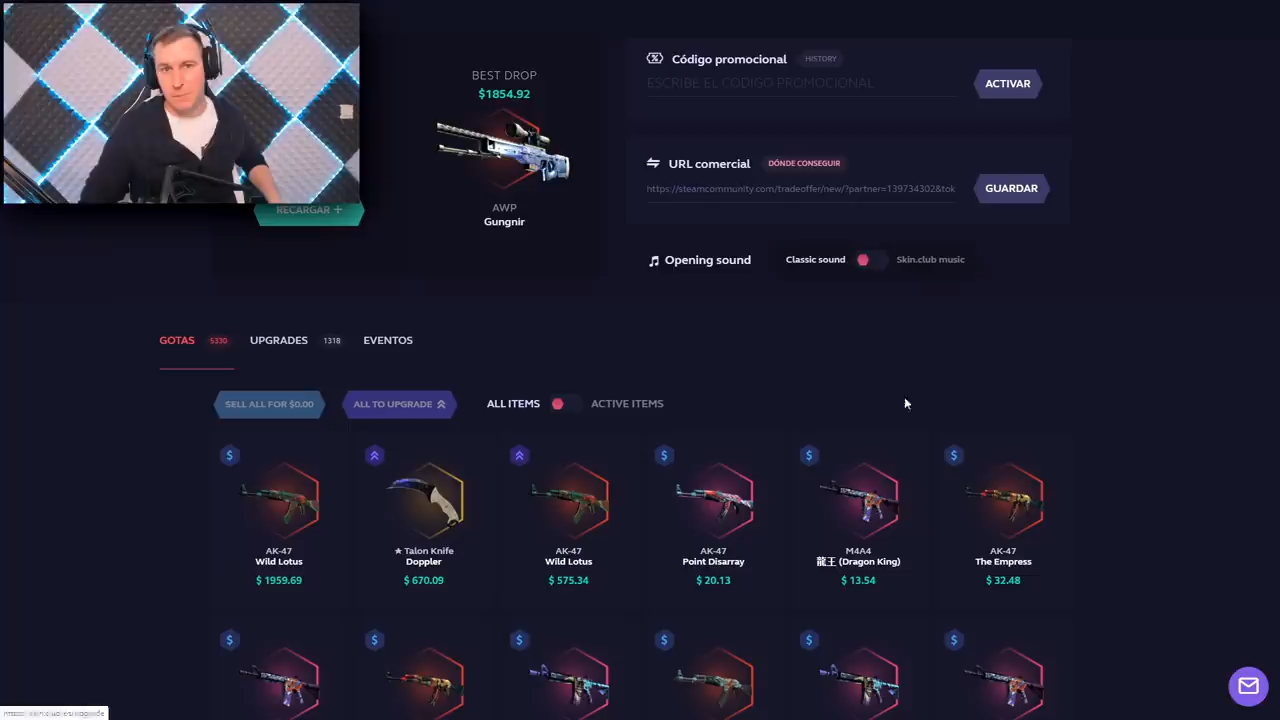 BEST DROP
$1854.92
AWP
Gungnir
RECARGAR +
Código promocional
HISTORY
ESCRIBE EL CODIGO PROMOCIONAL
ACTIVAR
URL comercial
DÓNDE CONSEGUIR
https://steamcommunity.com/tradeoffer/new/?partner=139734302&tok
GUARDAR
Opening sound
Classic sound
Skin.club music
GOTAS 5330 UPGRADES 1318 EVENTOS
SELL ALL FOR $0.00
ALL TO UPGRADE
ALL ITEMS
ACTIVE ITEMS
AK-47
Wild Lotus
$ 1959.69
★ Talon Knife
Doppler
$ 670.09
AK-47
Wild Lotus
$ 575.34
AK-47
Point Disarray
$ 20.13
M4A4
龍王 (Dragon King)
$ 13.54
AK-47
The Empress
$ 32.48